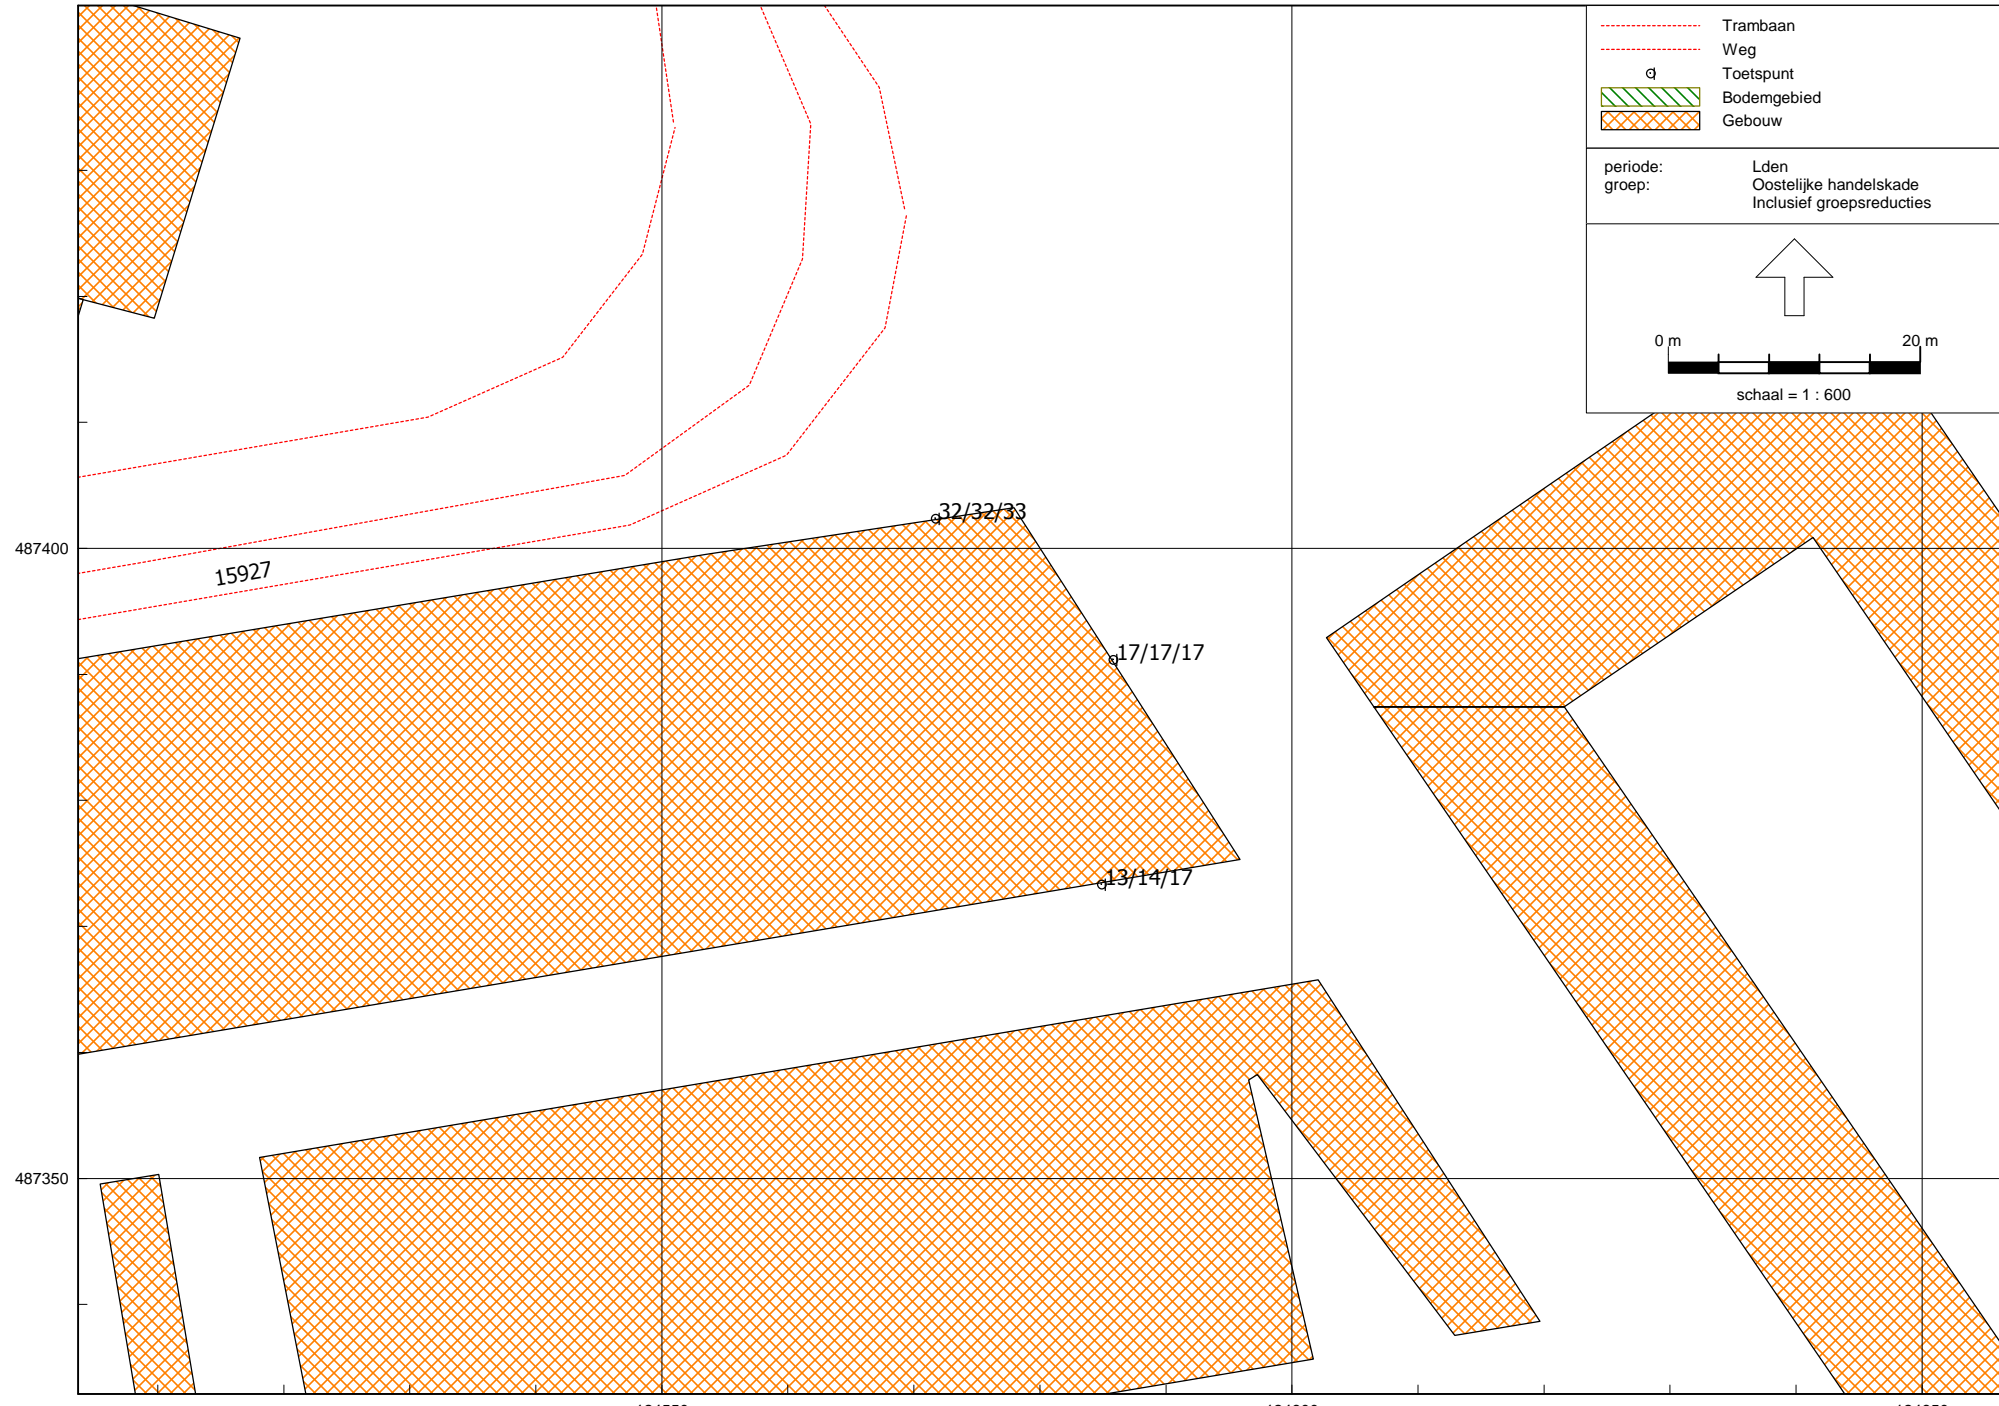 Trambaan
Weg
Toetspunt
Bodemgebied
Gebouw
periode: Lden
groep: Oostelijke handelskade
Inclusief groepsreducties
0 m 20 m
schaal = 1 : 600
32/32/33
487400
15927
17/17/17
13/14/17
487350